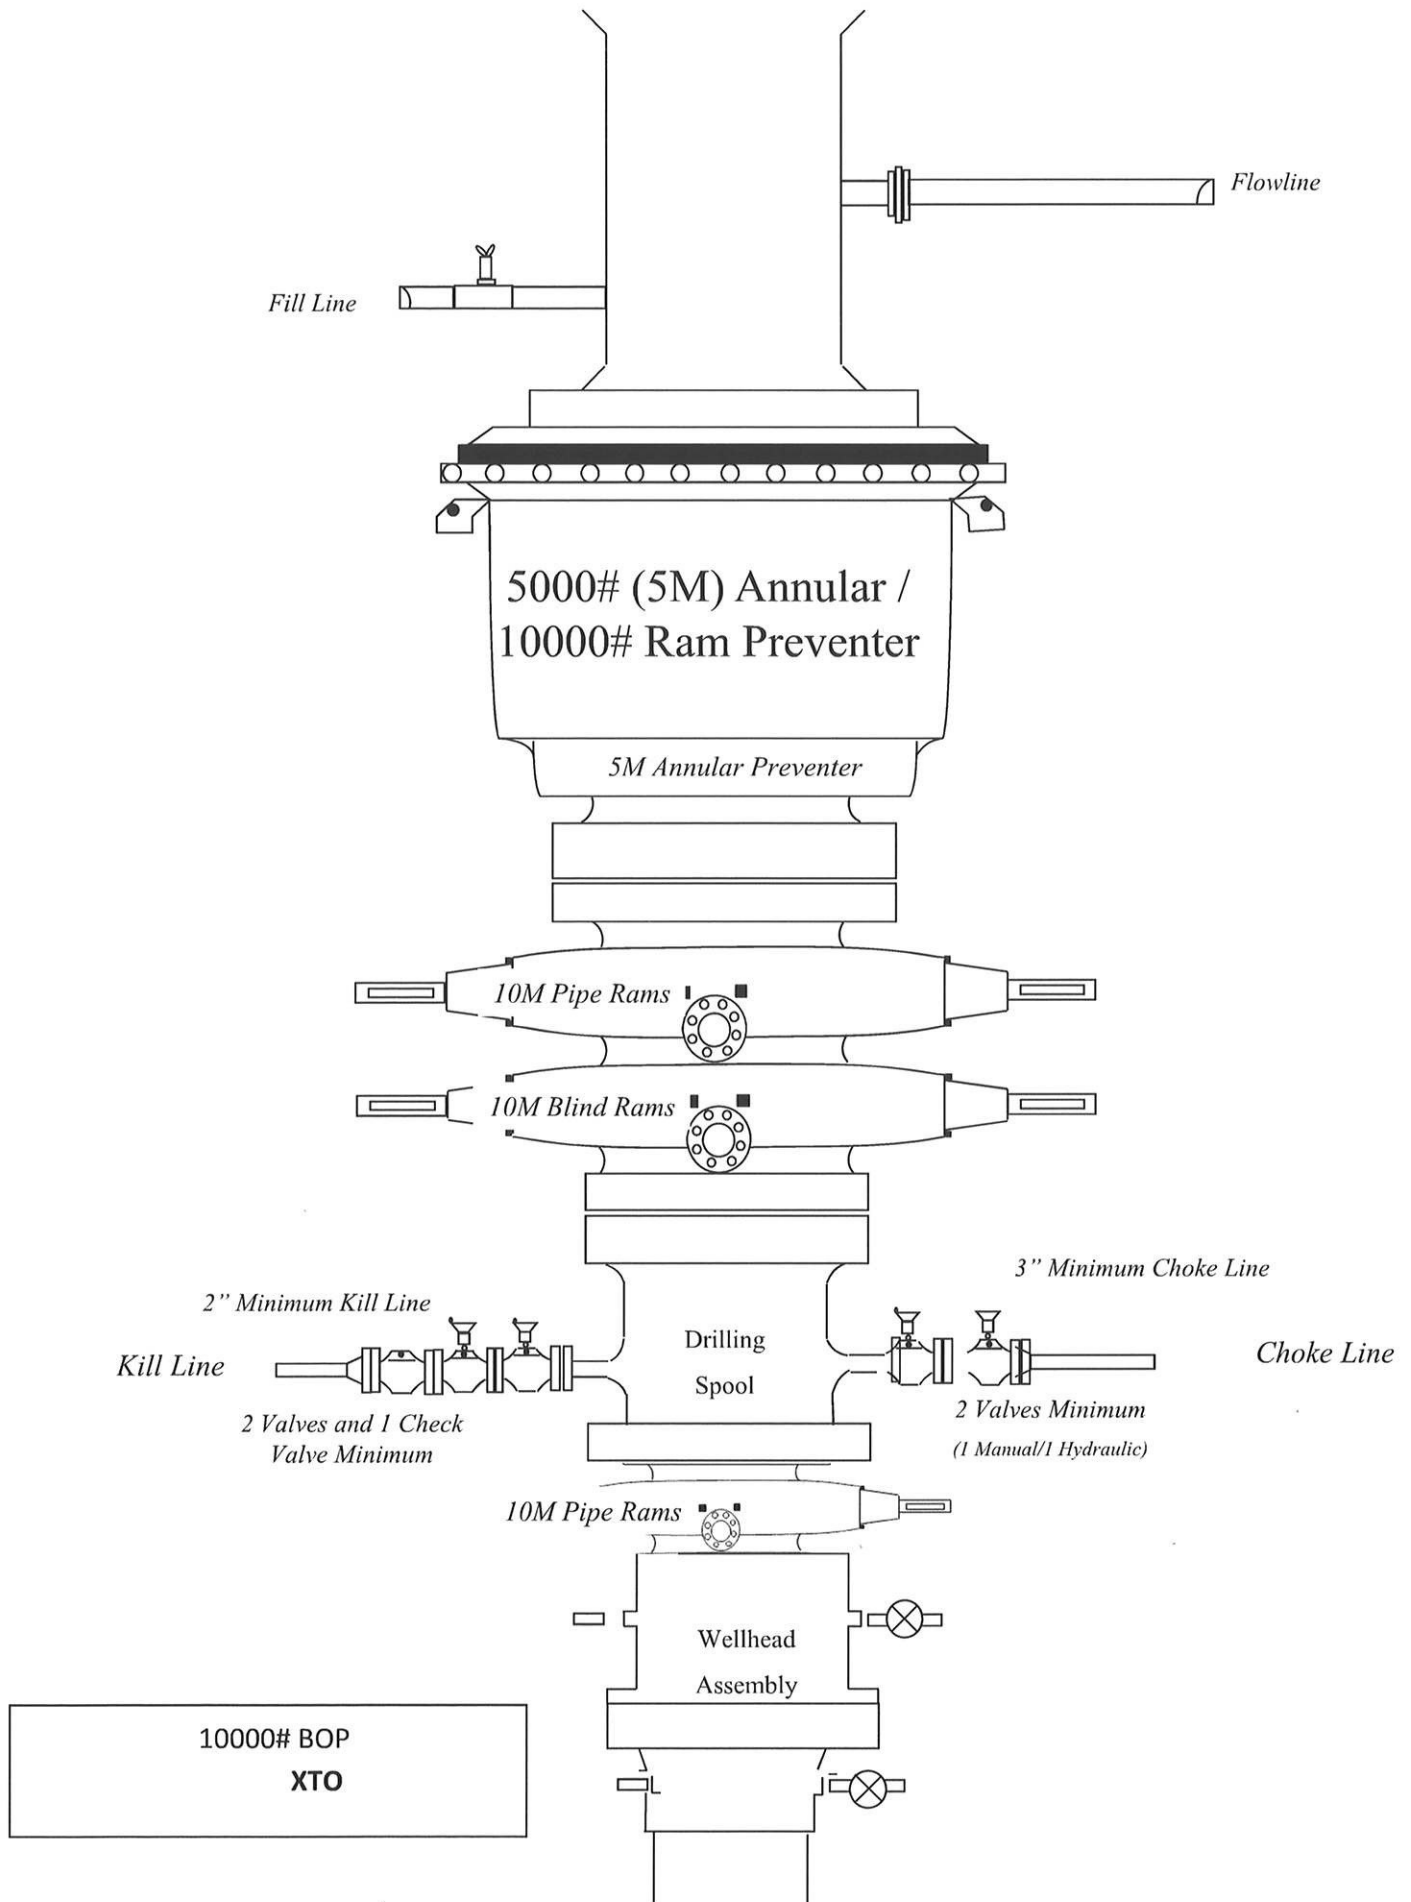 Flowline
Fill Line
5000# (5M) Annular /
10000# Ram Preventer
5M Annular Preventer
10M Pipe Rams
10M Blind Rams
3” Minimum Choke Line
2” Minimum Kill Line
Drilling
Spool
Kill Line
Choke Line
2 Valves and 1 Check
Valve Minimum
2 Valves Minimum
(1 Manual/1 Hydraulic)
10M Pipe Rams
Wellhead
Assembly
10000# BOP
XTO